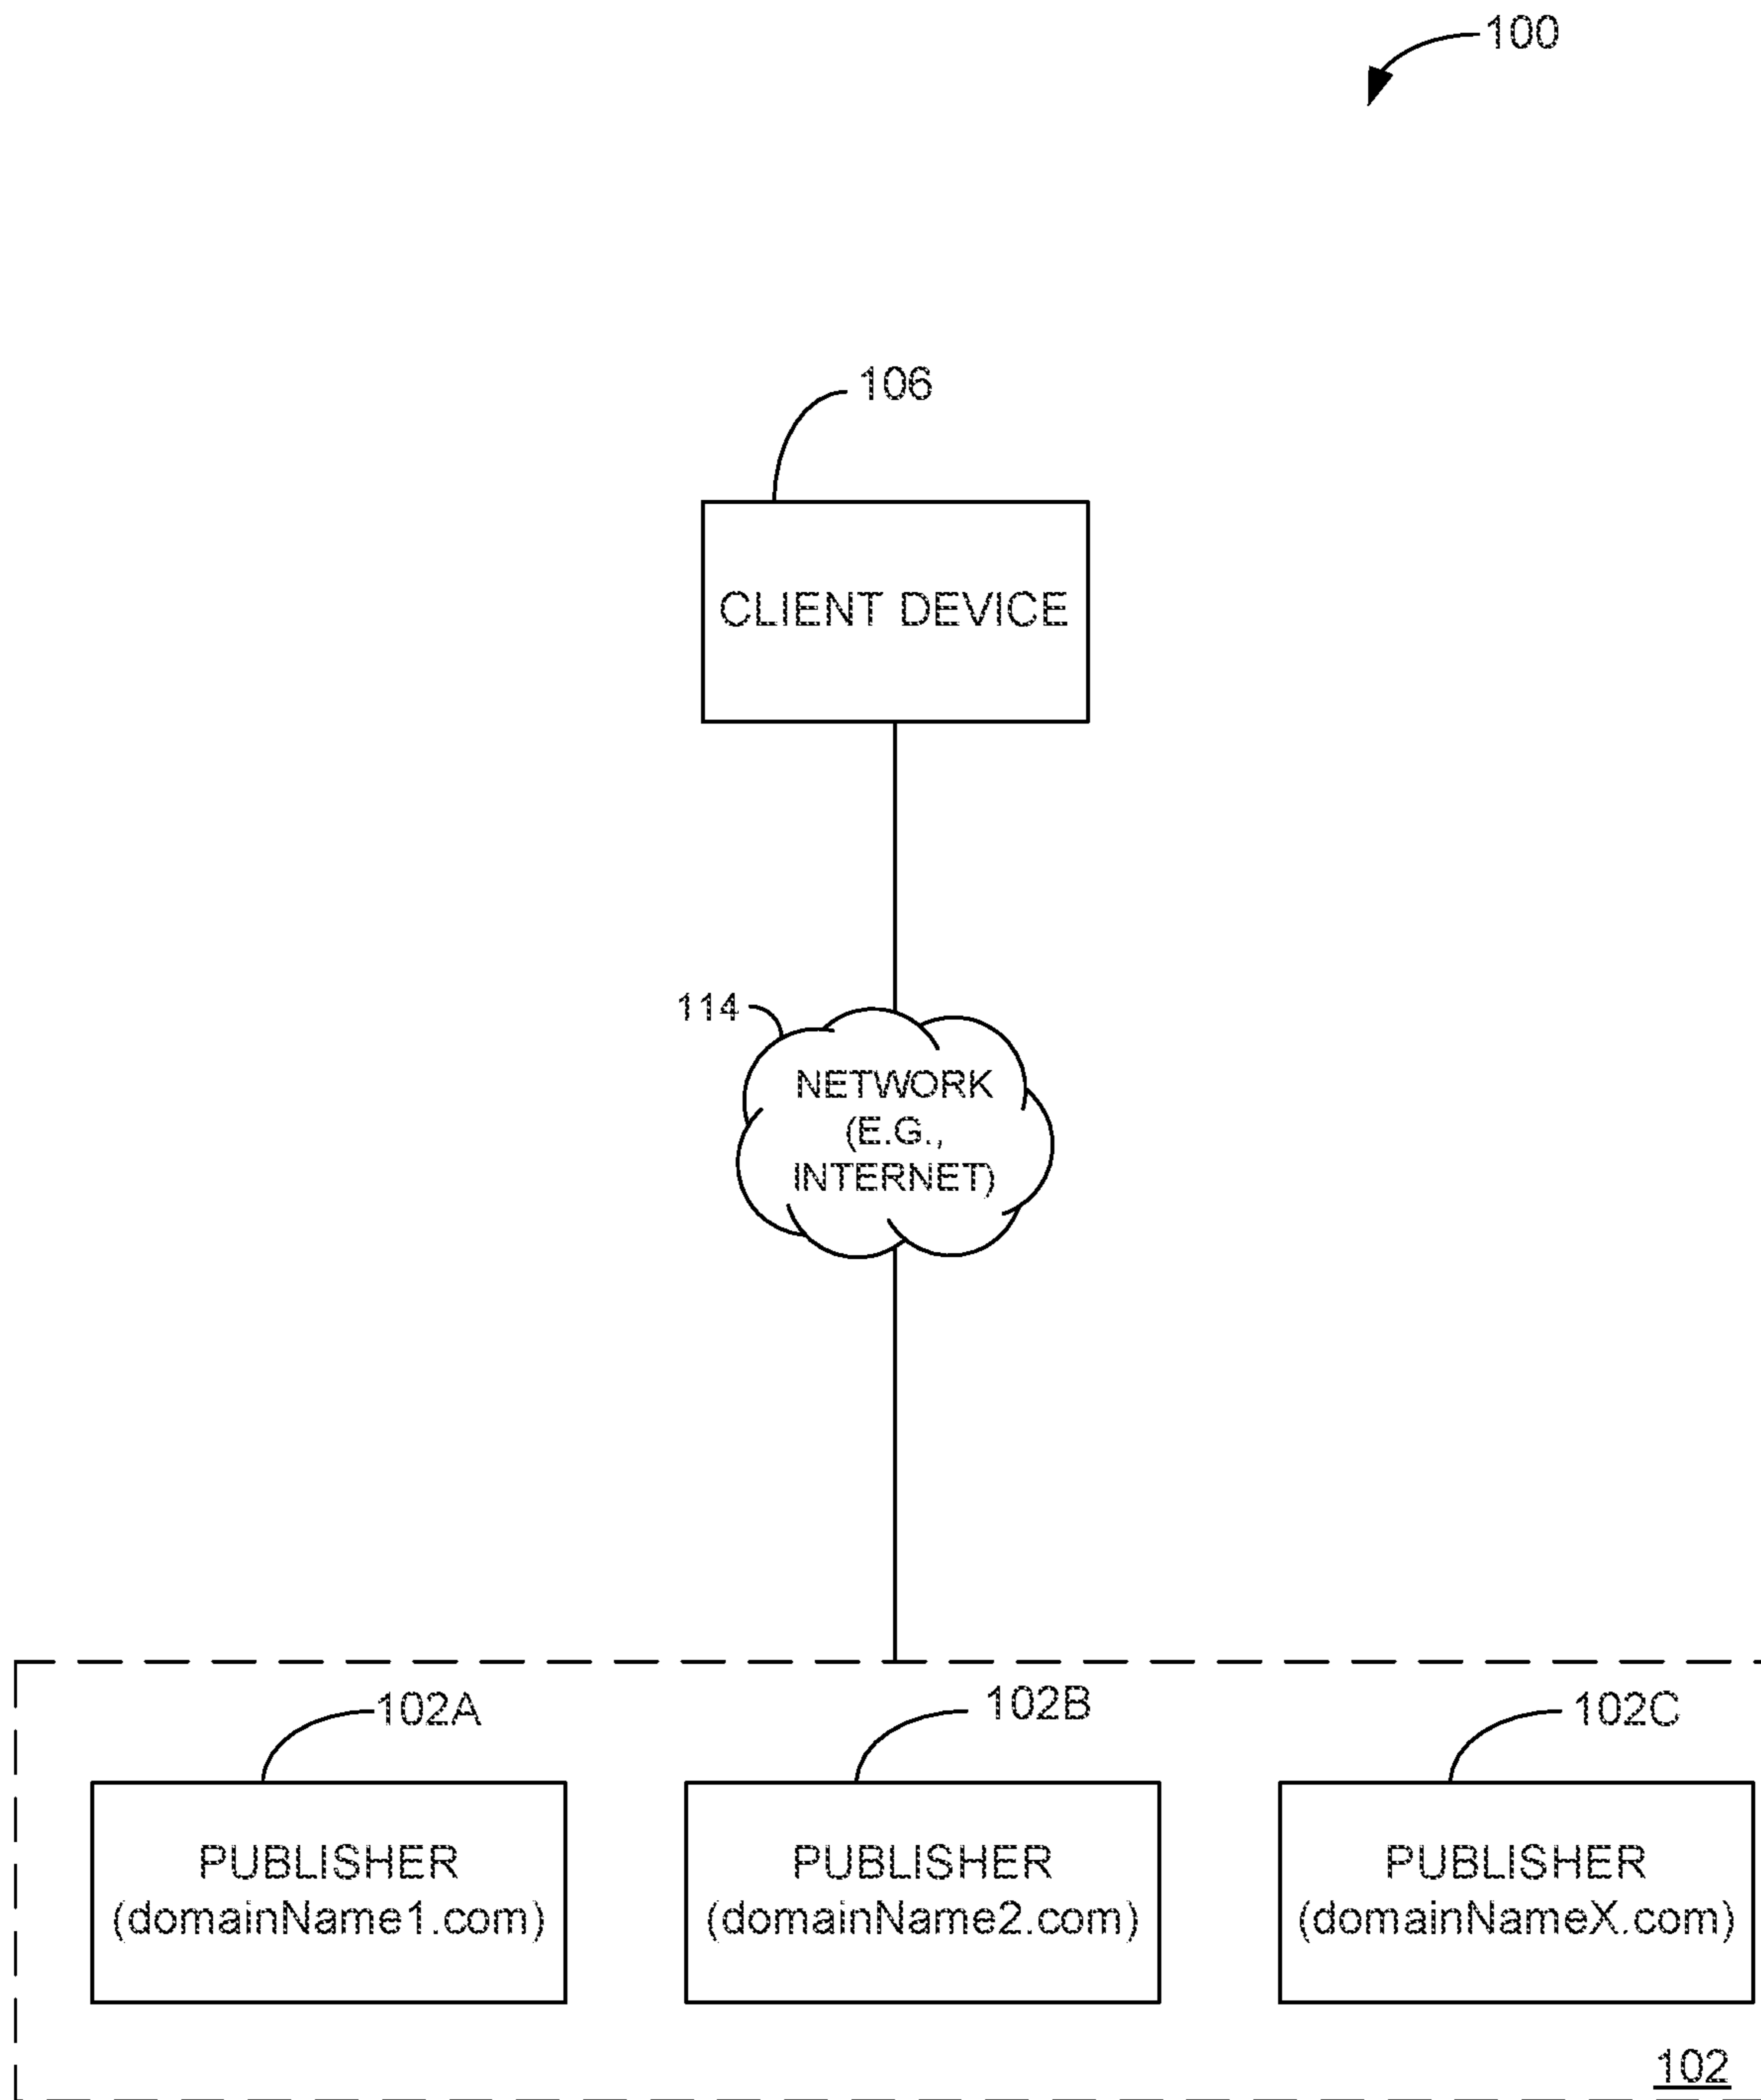 100
106
CLIENT DEVICE
114
NETWORK
(E.G.,
INTERNET)
102A
102B
102C
PUBLISHER
(domainName1.com)
PUBLISHER
(domainName2.com)
PUBLISHER
(domainNameX.com)
102